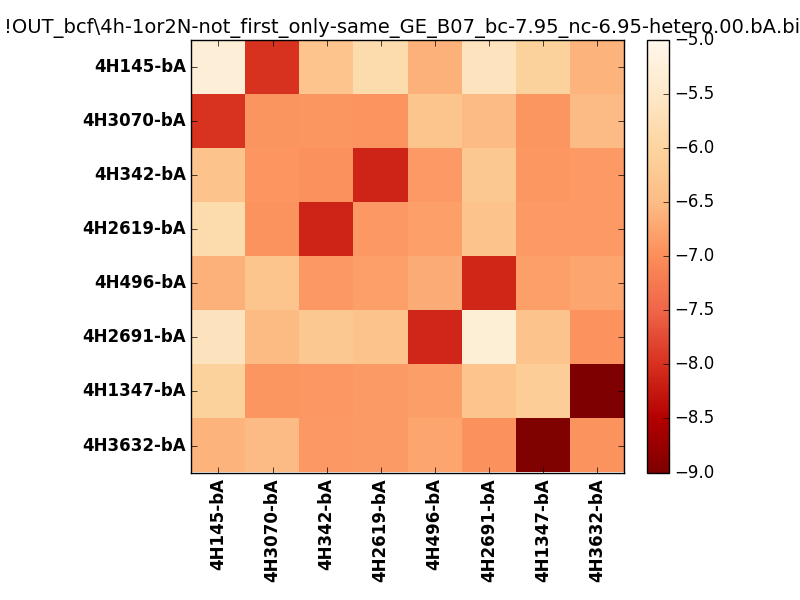 !OUT_bcf\4h-1or2N-not_first_only-same_GE_B07_bc-7.95_nc-6.95-hetero.00.bA.bi
4H145-bA
4H3070-bA
4H342-bA
4H2619-bA
4H496-bA
4H2691-bA
4H1347-bA
4H3632-bA
4H145-bA
4H3070-bA
4H342-bA
4H2619-bA
4H496-bA
4H2691-bA
4H1347-bA
4H3632-bA
−5.0
−5.5
−6.0
−6.5
−7.0
−7.5
−8.0
−8.5
−9.0